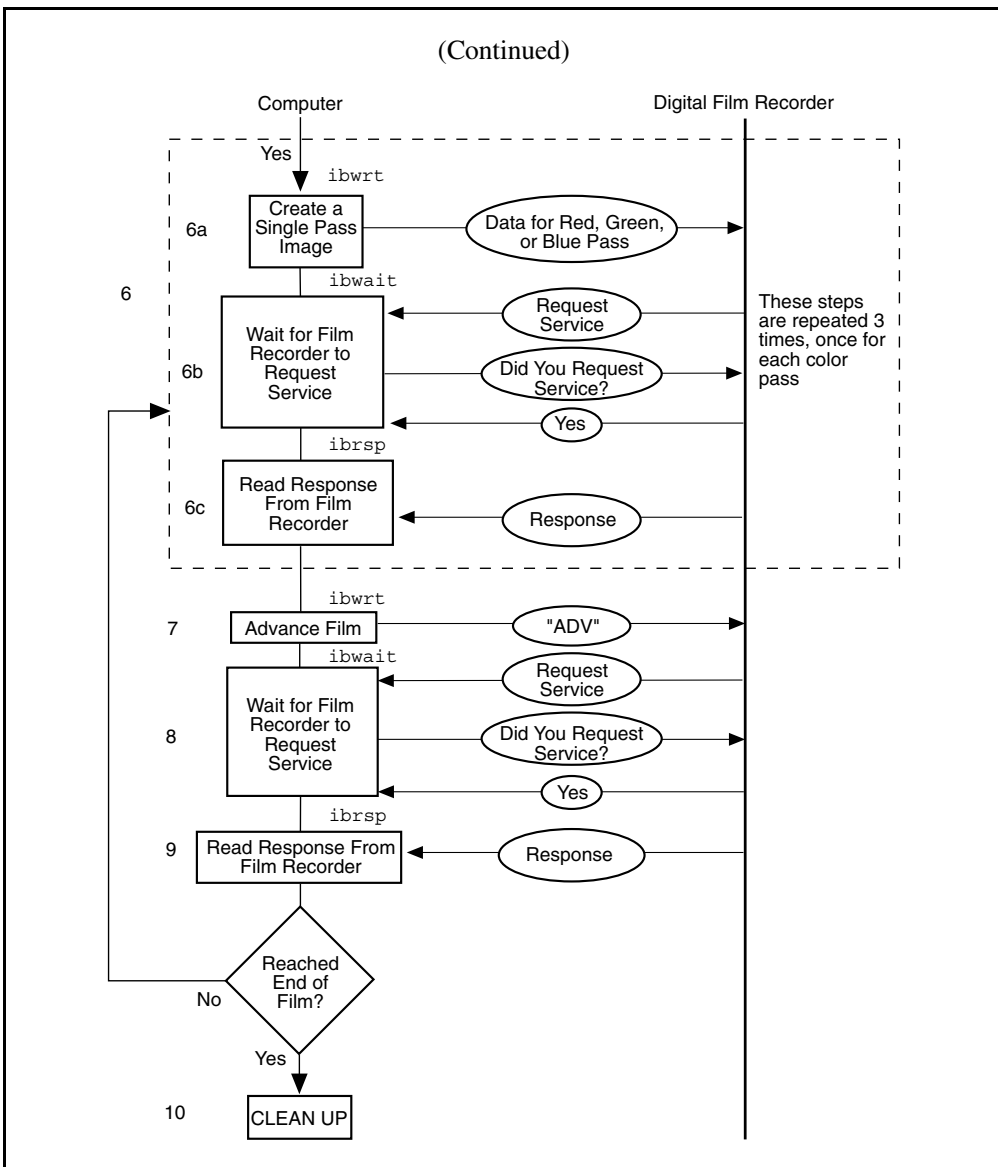 (Continued)
Computer
Digital Film Recorder
Yes
ibwrt
6a
Create a
Single Pass
Image
Data for Red, Green,
or Blue Pass
ibwait
6
Request
Service
These steps
are repeated 3
times, once for
each color
pass
6b
Wait for Film
Recorder to
Request
Service
Did You Request
Service?
Yes
ibrsp
6c
Read Response
From Film
Recorder
Response
ibwrt
7
Advance Film
"ADV"
ibwait
Request
Service
8
Wait for Film
Recorder to
Request
Service
Did You Request
Service?
Yes
ibrsp
9
Read Response From
Film Recorder
Response
Reached
End of
Film?
No
Yes
10
CLEAN UP